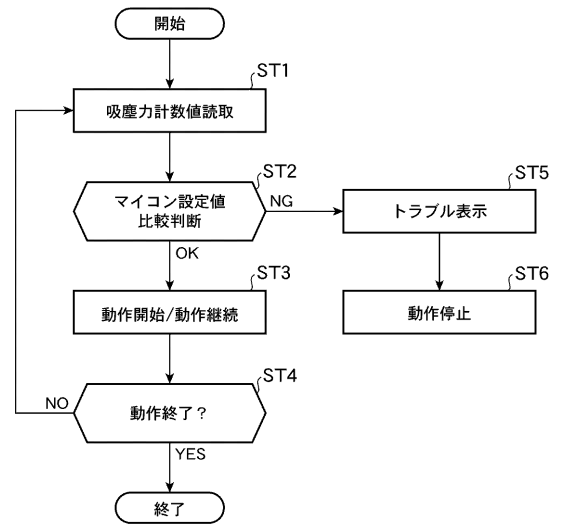 開始
ST1
吸塵力計数値読取
ST2
マイコン設定値
比較判断
NG
ST5
トラブル表示
OK
ST3
動作開始/動作継続
ST6
動作停止
ST4
動作終了？
NO
YES
終了